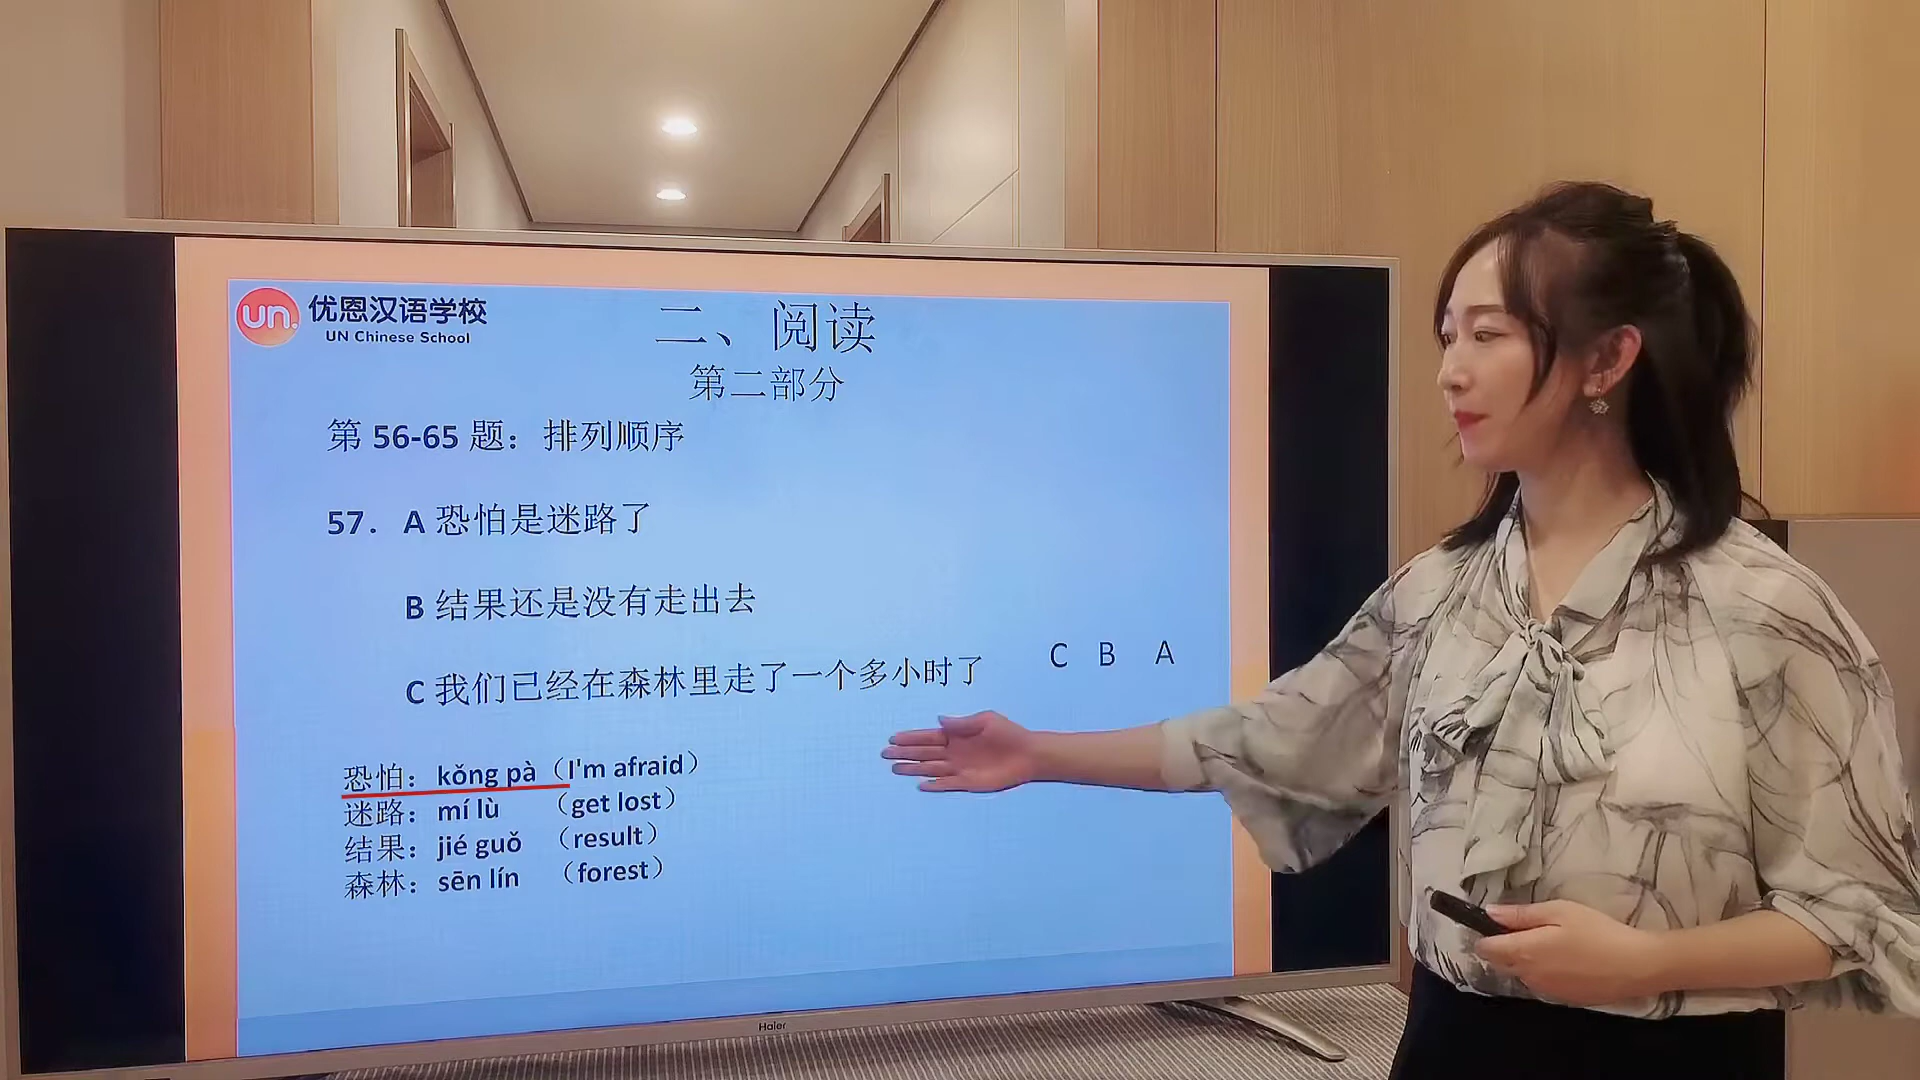 un.
优恩汉语学校
UN Chinese School
二、阅读
第二部分
第 56-65 题：排列顺序
57. A 恐怕是迷路了
B 结果还是没有走出去
C 我们已经在森林里走了一个多小时了
C B A
恐怕：kǒng pà（I'm afraid）
迷路：mí lù （get lost）
结果：jié guǒ （result）
森林：sēn lín （forest）
Haier